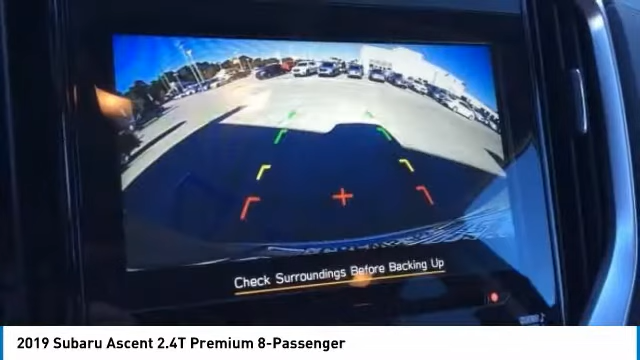 Check Surroundings Before Backing Up
2019 Subaru Ascent 2.4T Premium 8-Passenger